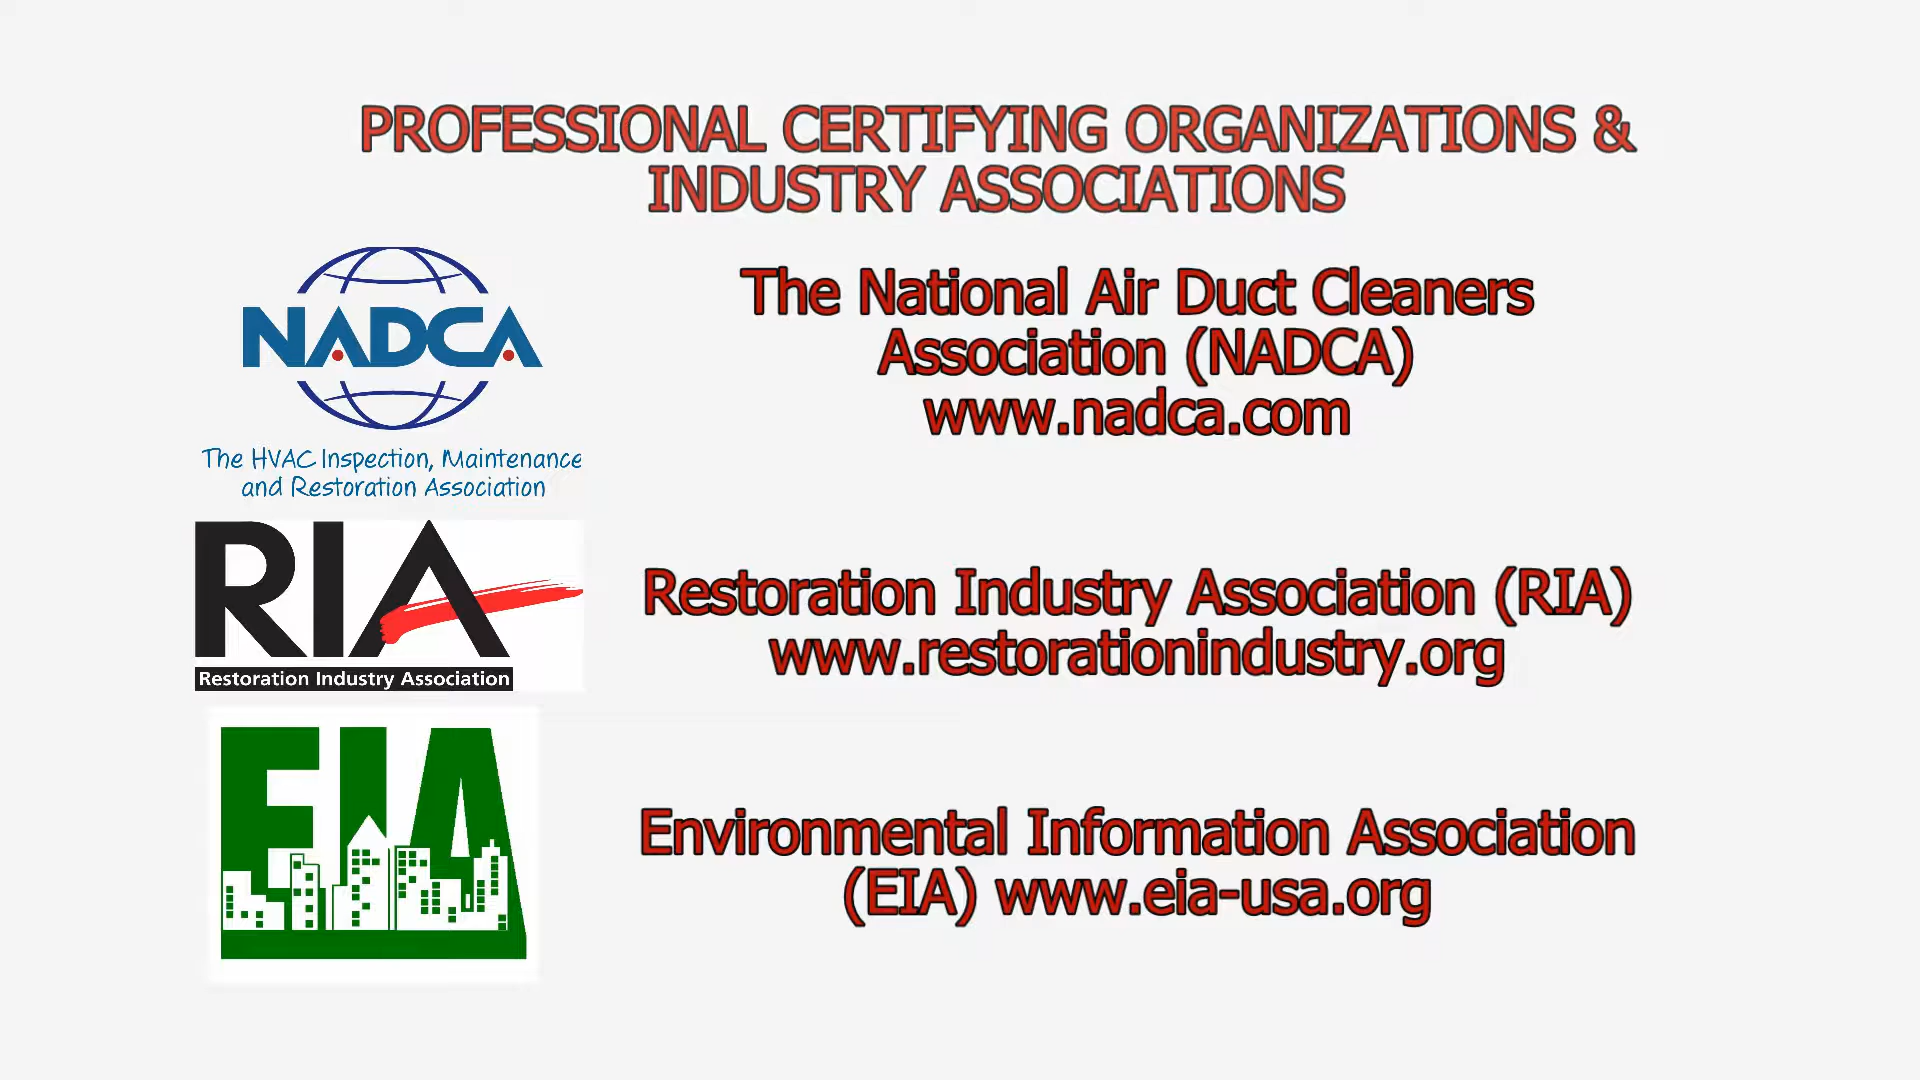 PROFESSIONAL CERTIFYING ORGANIZATIONS &
INDUSTRY ASSOCIATIONS
NADCA
The HVAC Inspection, Maintenance
and Restoration Association
The National Air Duct Cleaners
Association (NADCA)
www.nadca.com
RIA
Restoration Industry Association
Restoration Industry Association (RIA)
www.restorationindustry.org
EIA
Environmental Information Association
(EIA) www.eia-usa.org